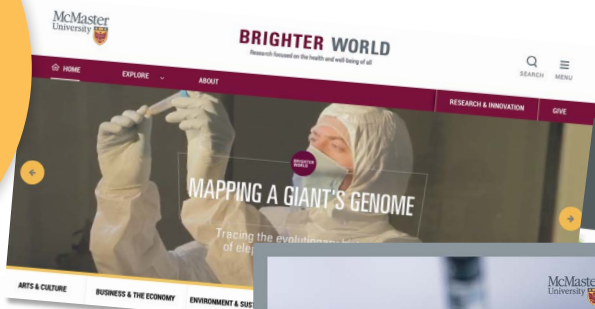 McMaster
University
BRIGHTER WORLD
Research focused on the health and well-being of all
SEARCH
MENU
HOME
EXPLORE
ABOUT
RESEARCH & INNOVATION
GIVE
BRIGHTER
WORLD
MAPPING A GIANT'S GENOME
Tracing the
of
ARTS & CULTURE
BUSINESS & THE ECONOMY
ENVIRONMENT &
McMaster
University